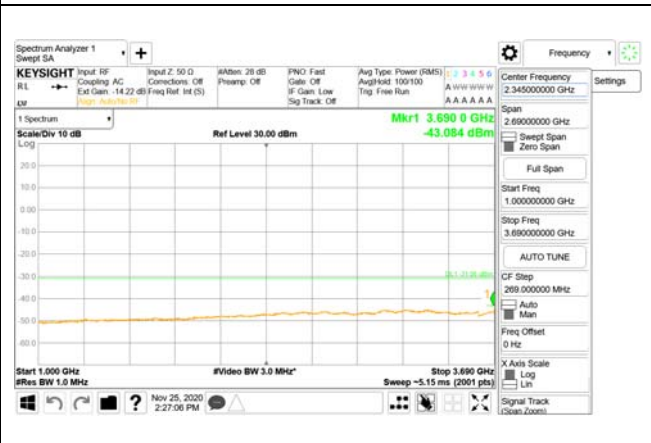 Spectrum Analyzer 1
Swept SA
+
Frequency
KEYSIGHT Input: RF Input Z: 50 Ω #Atten: 28 dB PNO: Fast Avg Type: Power (RMS) 1 2 3 4 5 6
RL Coupling: AC Corrections: Off Preamp: Off Gate: Off Avg|Hold: 100/100 A W W W W W
Ext Gain: -14.22 dB Freq Ref: Int (S) IF Gain: Low Trig: Free Run
Align: Auto/No RF Sig Track: Off A A A A A A
1 Spectrum
Scale/Div 10 dB Ref Level 30.00 dBm
Mkr1 3.690 0 GHz
-43.084 dBm
Log
20.0
10.0
0.00
-10.0
-20.0
-30.0
-40.0
-50.0
-60.0
1
Start 1.000 GHz #Video BW 3.0 MHz* Stop 3.690 GHz
#Res BW 1.0 MHz Sweep ~5.15 ms (2001 pts)
Nov 25, 2020
2:27:06 PM
?
Center Frequency
2.345000000 GHz
Settings
Span
2.69000000 GHz
Swept Span
Zero Span
Full Span
Start Freq
1.000000000 GHz
Stop Freq
3.690000000 GHz
AUTO TUNE
CF Step
269.000000 MHz
Auto
Man
Freq Offset
0 Hz
X Axis Scale
Log
Lin
Signal Track
(Span Zoom)